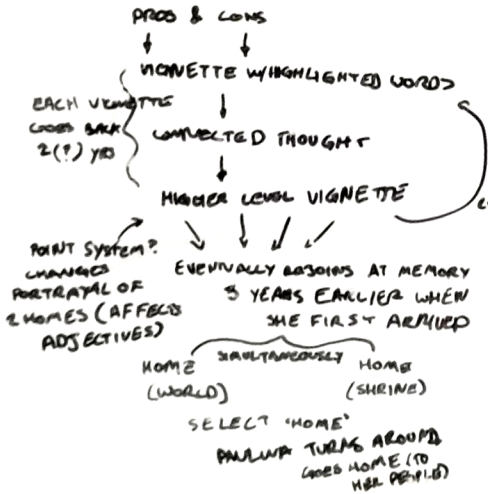 PROS & CONS
VIGNETTE W/HIGHLIGHTED WORDS
EACH VIGNETTE
GOES BACK
2(?) YRS
CONNECTED THOUGHT
HIGHER LEVEL VIGNETTE
POINT SYSTEM?
CHANGES
PORTRAYAL OF
2 HOMES (AFFECTS
ADJECTIVES)
EVENTUALLY REJOINS AT MEMORY
3 YEARS EARLIER WHEN
SHE FIRST ARRIVED
SIMULTANEOUSLY
HOME HOME
(WORLD) (SHRINE)
SELECT "HOME"
PAULINA TURNS AROUND,
GOES HOME (TO
HER PEOPLE)